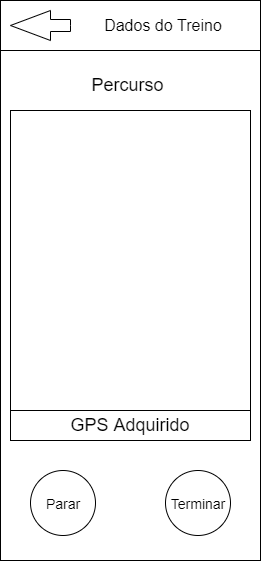 Dados do Treino
Percurso
GPS Adquirido
Parar
Terminar